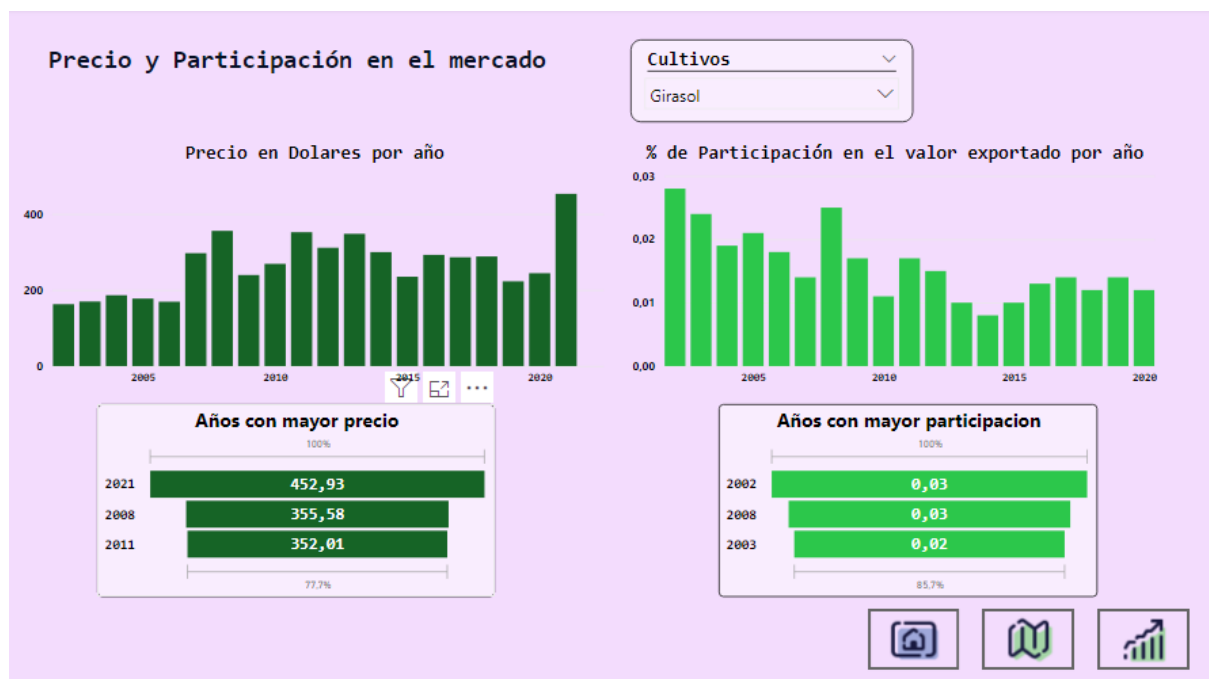 Precio y Participación en el mercado
Cultivos
Girasol
Precio en Dolares por año
400
200
0
2005 2010 2015 2020
% de Participación en el valor exportado por año
0,03
0,02
0,01
0,00
2005 2010 2015 2020
Años con mayor precio
100%
2021 452,93
2008 355,58
2011 352,01
77,7%
Años con mayor participacion
100%
2002 0,03
2008 0,03
2003 0,02
85,7%